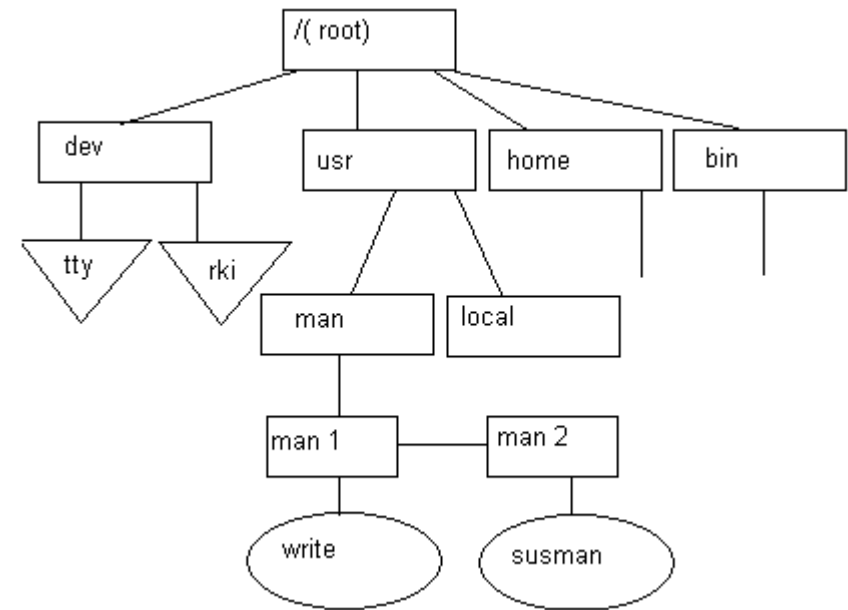 /( root)
dev
usr
home
bin
tty
rki
man
local
man 1
man 2
write
susman